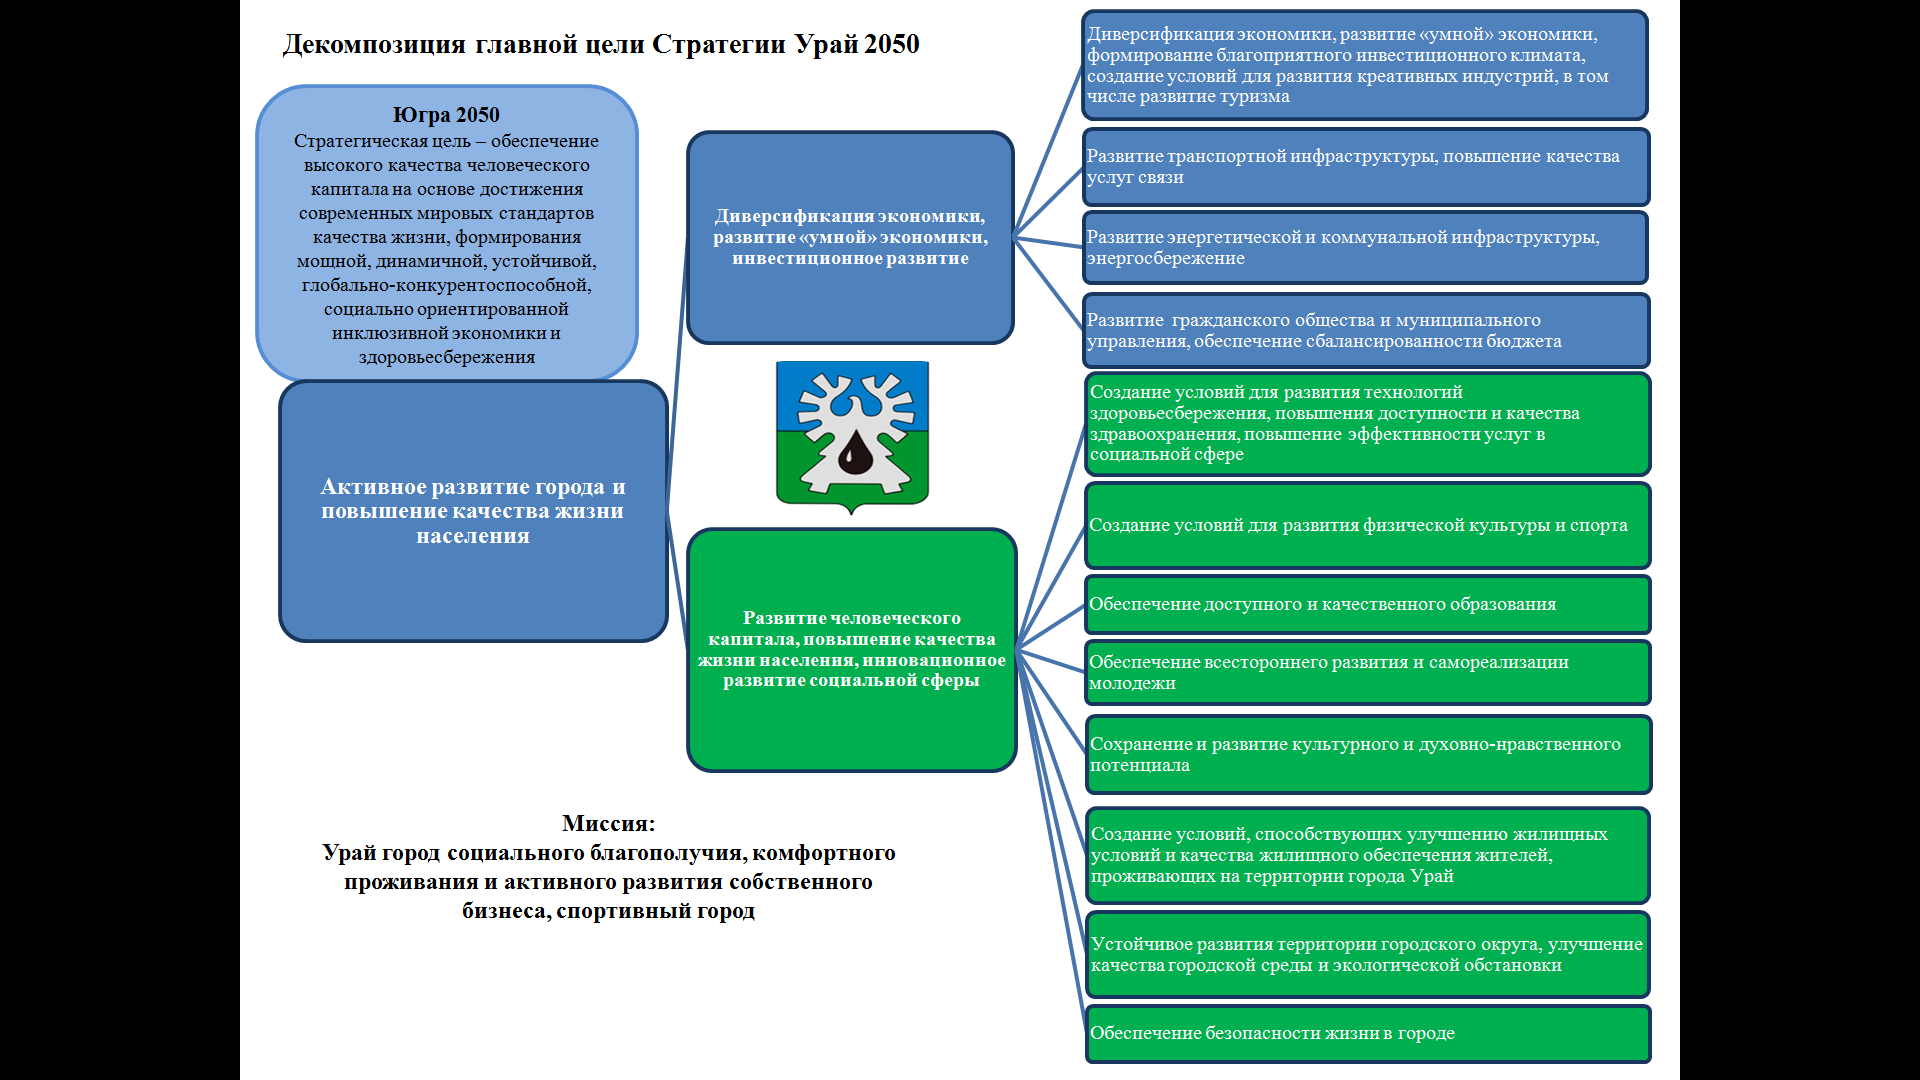 Декомпозиция главной цели Стратегии Урай 2050
Югра 2050
Стратегическая цель – обеспечение
высокого качества человеческого
капитала на основе достижения
современных мировых стандартов
качества жизни, формирования
мощной, динамичной, устойчивой,
глобально-конкурентоспособной,
социально ориентированной
инклюзивной экономики и
здоровьесбережения
Активное развитие города и
повышение качества жизни
населения
Диверсификация экономики,
развитие «умной» экономики,
инвестиционное развитие
Развитие человеческого
капитала, повышение качества
жизни населения, инновационное
развитие социальной сферы
Диверсификация экономики, развитие «умной» экономики,
формирование благоприятного инвестиционного климата,
создание условий для развития креативных индустрий, в том
числе развитие туризма
Развитие транспортной инфраструктуры, повышение качества
услуг связи
Развитие энергетической и коммунальной инфраструктуры,
энергосбережение
Развитие гражданского общества и муниципального
управления, обеспечение сбалансированности бюджета
Создание условий для развития технологий
здоровьесбережения, повышения доступности и качества
здравоохранения, повышение эффективности услуг в
социальной сфере
Создание условий для развития физической культуры и спорта
Обеспечение доступного и качественного образования
Обеспечение всестороннего развития и самореализации
молодежи
Сохранение и развитие культурного и духовно-нравственного
потенциала
Создание условий, способствующих улучшению жилищных
условий и качества жилищного обеспечения жителей,
проживающих на территории города Урай
Устойчивое развития территории городского округа, улучшение
качества городской среды и экологической обстановки
Обеспечение безопасности жизни в городе
Миссия:
Урай город социального благополучия, комфортного
проживания и активного развития собственного
бизнеса, спортивный город